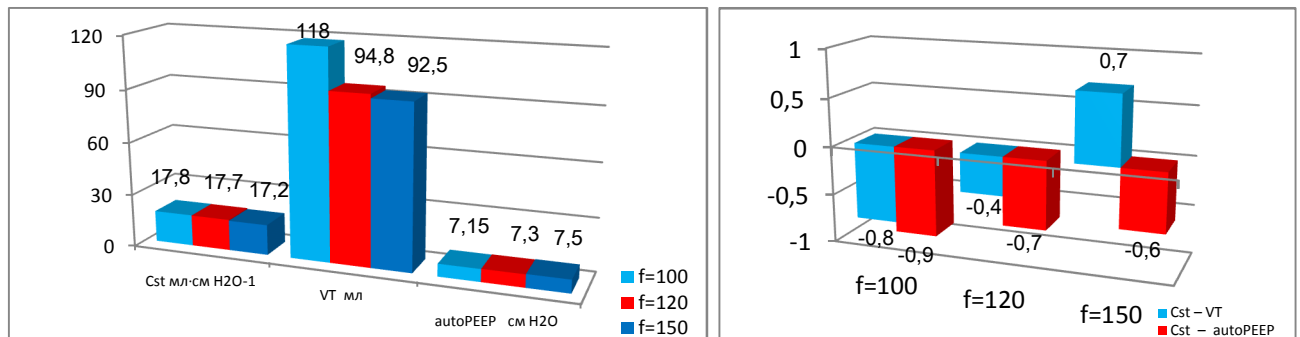 120
90
60
30
0
118
94,8
92,5
17,8
17,7
17,2
7,15
7,3
7,5
Cst мл·см H2O-1
VT мл
autoPEEP см H2O
f=100
f=120
f=150
1
0,5
0
-0,5
-1
0,7
-0,4
-0,8
-0,9
-0,7
-0,6
f=100
f=120
f=150
Cst – VT
Cst – autoPEEP